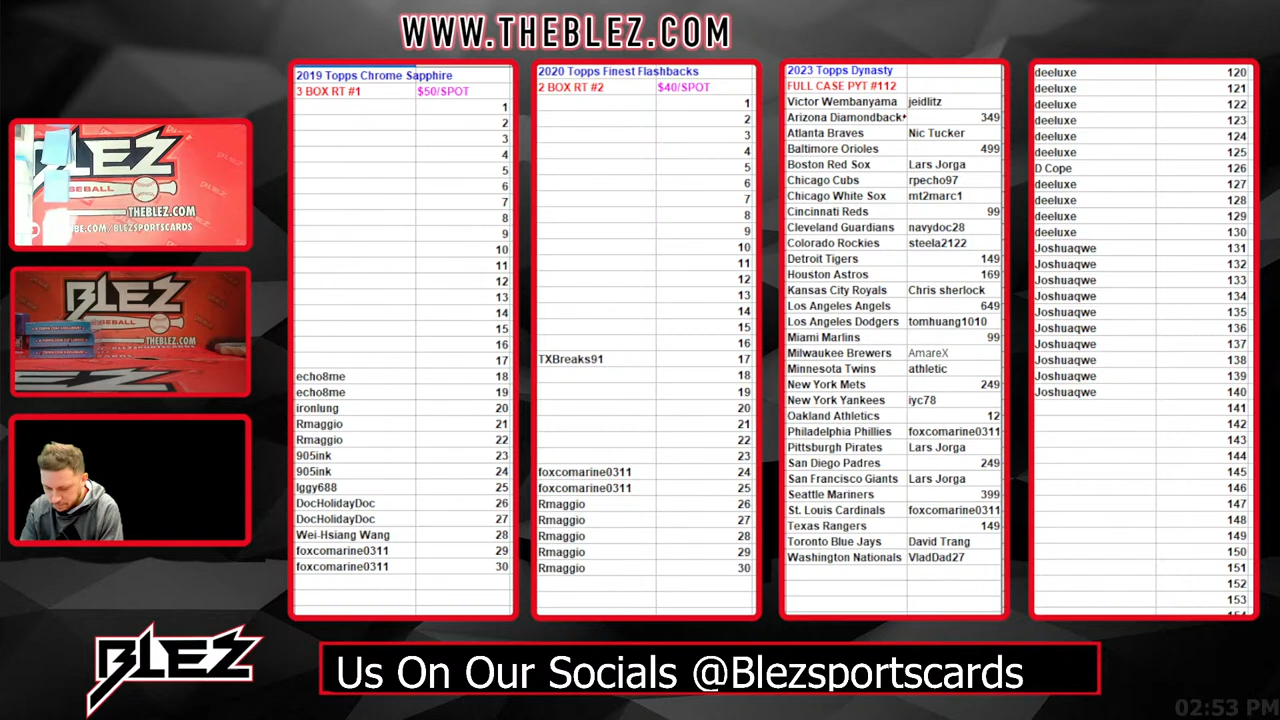 WWW.THEBLEZ.COM
BLEZ
BASEBALL
THEBLEZ.COM
BE.COM/BLEZSPORTSCARDS
BLEZ
BASEBALL
THEBLEZ.COM
2019 Topps Chrome Sapphire
3 BOX RT #1 $50/SPOT
1
2
3
4
5
6
7
8
9
10
11
12
13
14
15
16
17
echo8me 18
echo8me 19
ironlung 20
Rmaggio 21
Rmaggio 22
905ink 23
905ink 24
Iggy688 25
DocHolidayDoc 26
DocHolidayDoc 27
Wei-Hsiang Wang 28
foxcomarine0311 29
foxcomarine0311 30
2020 Topps Finest Flashbacks
2 BOX RT #2 $40/SPOT
1
2
3
4
5
6
7
8
9
10
11
12
13
14
15
16
TXBreaks91 17
18
19
20
21
22
23
foxcomarine0311 24
foxcomarine0311 25
Rmaggio 26
Rmaggio 27
Rmaggio 28
Rmaggio 29
Rmaggio 30
2023 Topps Dynasty
FULL CASE PYT #112
Victor Wembanyama jeidlitz
Arizona Diamondback 349
Atlanta Braves Nic Tucker
Baltimore Orioles 499
Boston Red Sox Lars Jorga
Chicago Cubs rpecho97
Chicago White Sox mt2marc1
Cincinnati Reds 99
Cleveland Guardians navydoc28
Colorado Rockies steela2122
Detroit Tigers 149
Houston Astros 169
Kansas City Royals Chris sherlock
Los Angeles Angels 649
Los Angeles Dodgers tomhuang1010
Miami Marlins 99
Milwaukee Brewers AmareX
Minnesota Twins athletic
New York Mets 249
New York Yankees iyc78
Oakland Athletics 12
Philadelphia Phillies foxcomarine0311
Pittsburgh Pirates Lars Jorga
San Diego Padres 249
San Francisco Giants Lars Jorga
Seattle Mariners 399
St. Louis Cardinals foxcomarine0311
Texas Rangers 149
Toronto Blue Jays David Trang
Washington Nationals VladDad27
deeluxe 120
deeluxe 121
deeluxe 122
deeluxe 123
deeluxe 124
deeluxe 125
D Cope 126
deeluxe 127
deeluxe 128
deeluxe 129
deeluxe 130
Joshuaqwe 131
Joshuaqwe 132
Joshuaqwe 133
Joshuaqwe 134
Joshuaqwe 135
Joshuaqwe 136
Joshuaqwe 137
Joshuaqwe 138
Joshuaqwe 139
Joshuaqwe 140
141
142
143
144
145
146
147
148
149
150
151
152
153
BLEZ
Us On Our Socials @Blezsportscards
02:53 PM